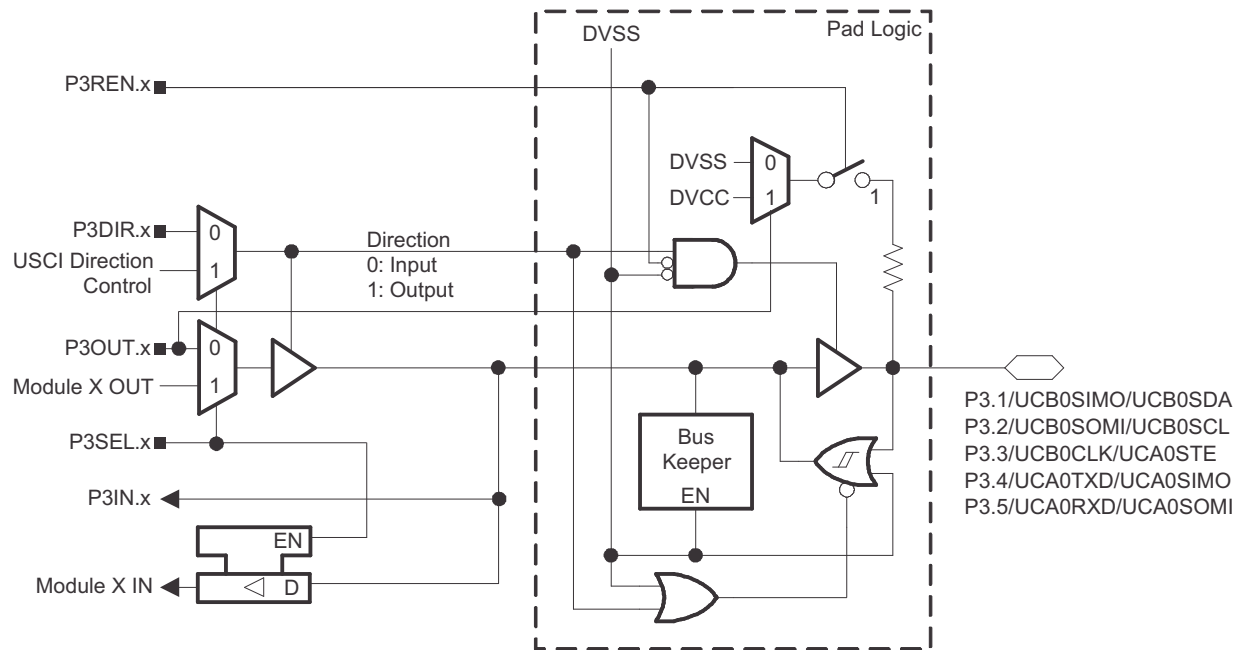 Pad Logic
DVSS
P3REN.x
DVSS
0
DVCC
1
1
P3DIR.x
0
USCI Direction
Control
1
Direction
0: Input
1: Output
P3OUT.x
0
Module X OUT
1
P3SEL.x
Bus
Keeper
EN
P3.1/UCB0SIMO/UCB0SDA
P3.2/UCB0SOMI/UCB0SCL
P3.3/UCB0CLK/UCA0STE
P3.4/UCA0TXD/UCA0SIMO
P3.5/UCA0RXD/UCA0SOMI
P3IN.x
EN
Module X IN
D